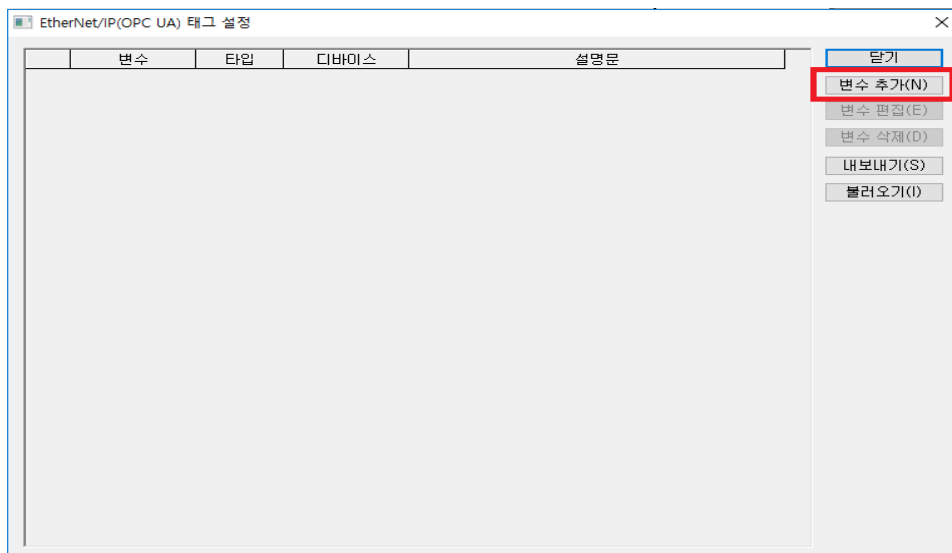 EtherNet/IP(OPC UA) 태그 설정
변수 타입 디바이스 설명문
닫기
변수 추가(N)
변수 편집(E)
변수 삭제(D)
내보내기(S)
불러오기(I)